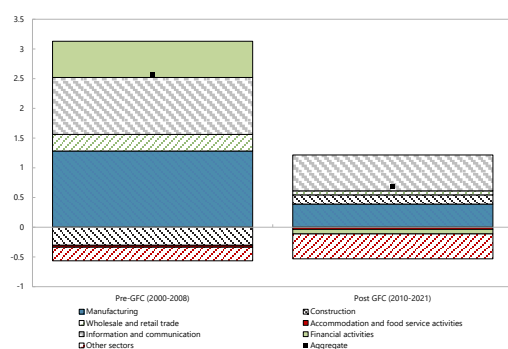 3.5
3
2.5
2
1.5
1
0.5
0
-0.5
-1
Pre-GFC (2000-2008) Post GFC (2010-2021)
Manufacturing Construction
Wholesale and retail trade Accommodation and food service activities
Information and communication Financial activities
Other sectors Aggregate